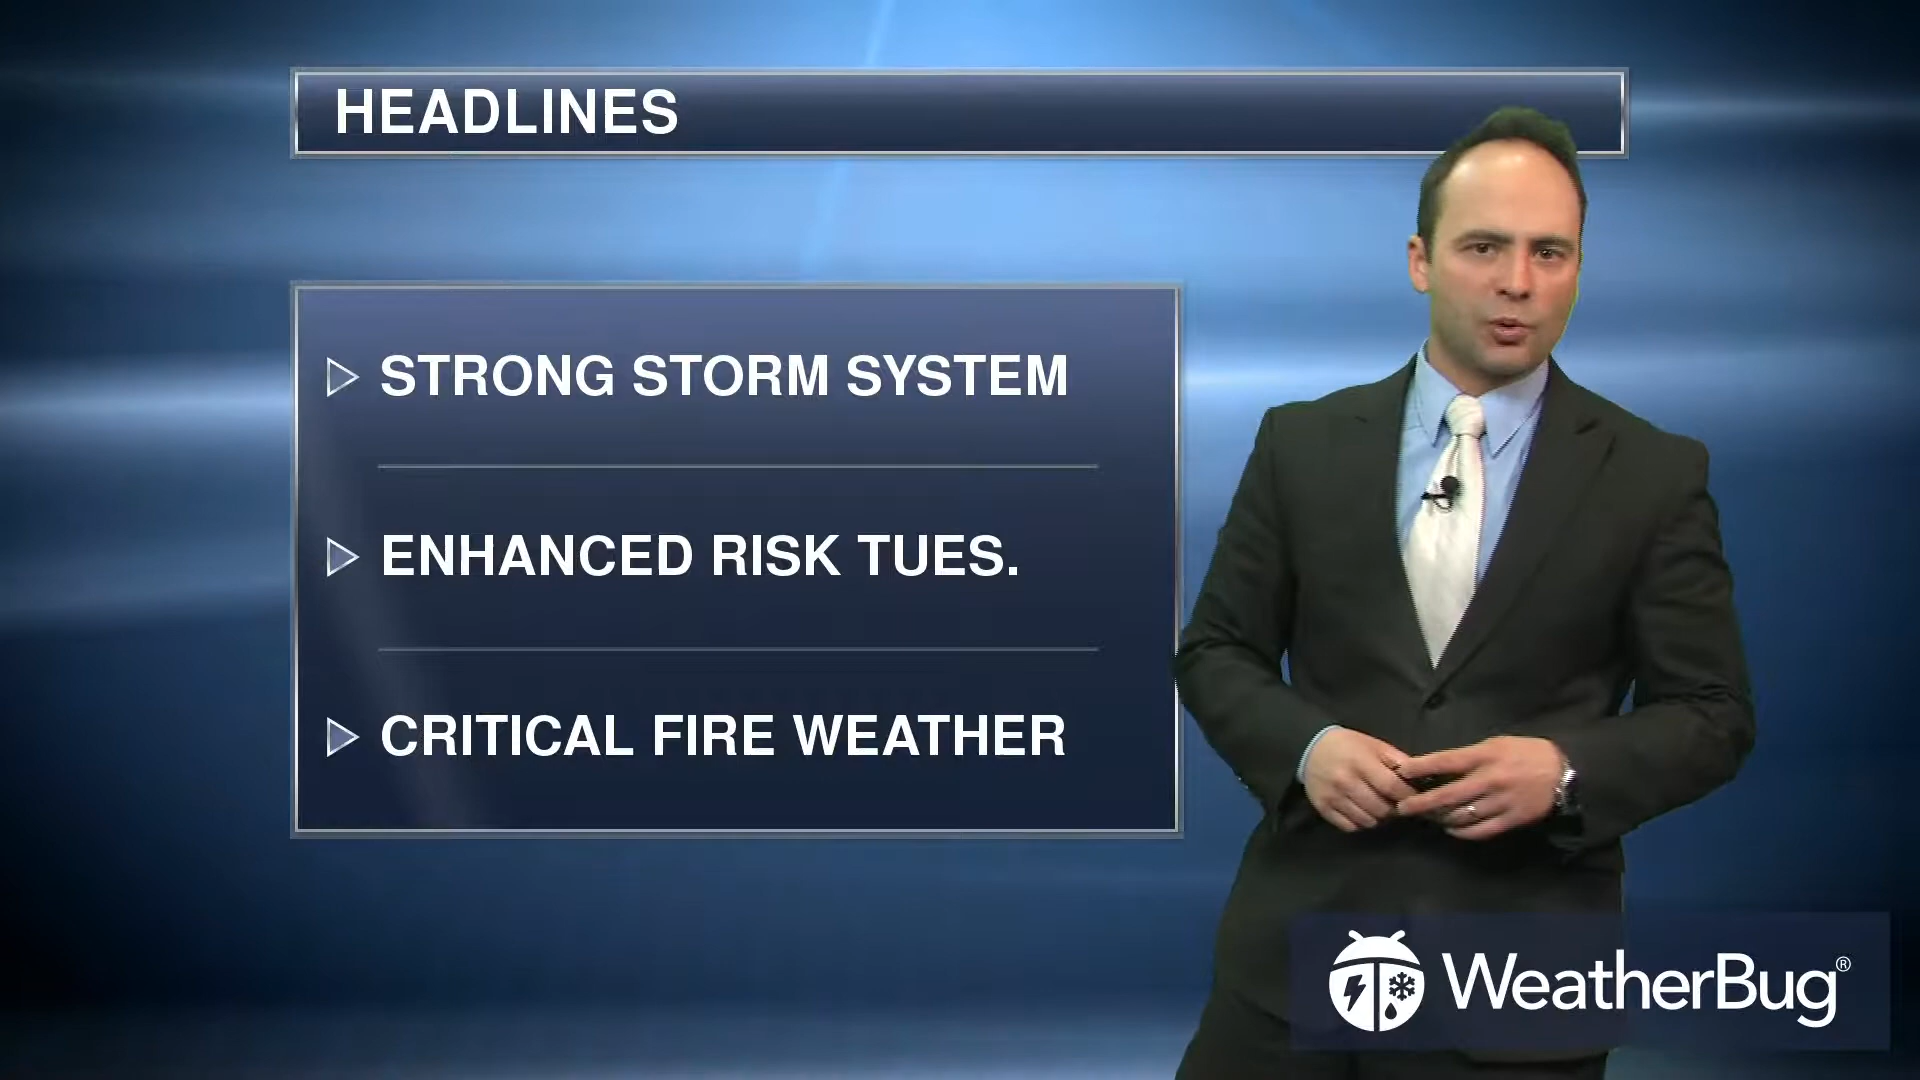 HEADLINES
STRONG STORM SYSTEM
ENHANCED RISK TUES.
CRITICAL FIRE WEATHER
WeatherBug®